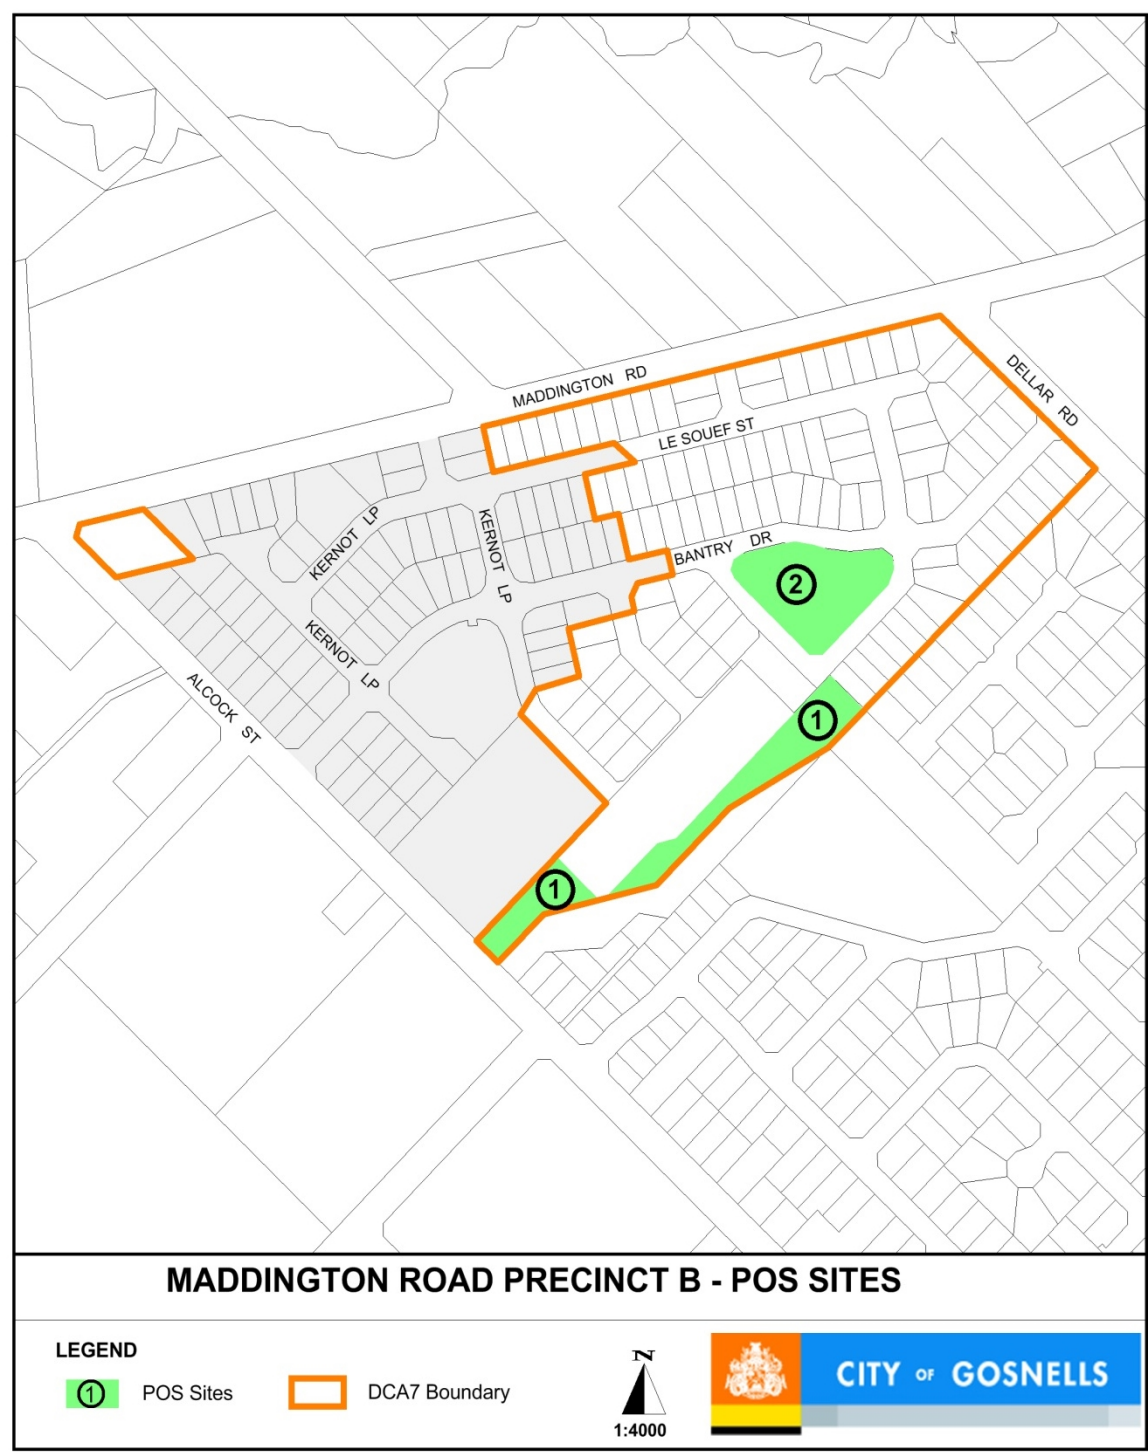 MADDINGTON RD
DELLAR RD
LE SOUEF ST
KERNOT LP
KERNOT LP
BANTRY DR
2
KERNOT LP
ALCOCK ST
1
1
MADDINGTON ROAD PRECINCT B - POS SITES
LEGEND
1 POS Sites
DCA7 Boundary
N
1:4000
CITY OF GOSNELLS